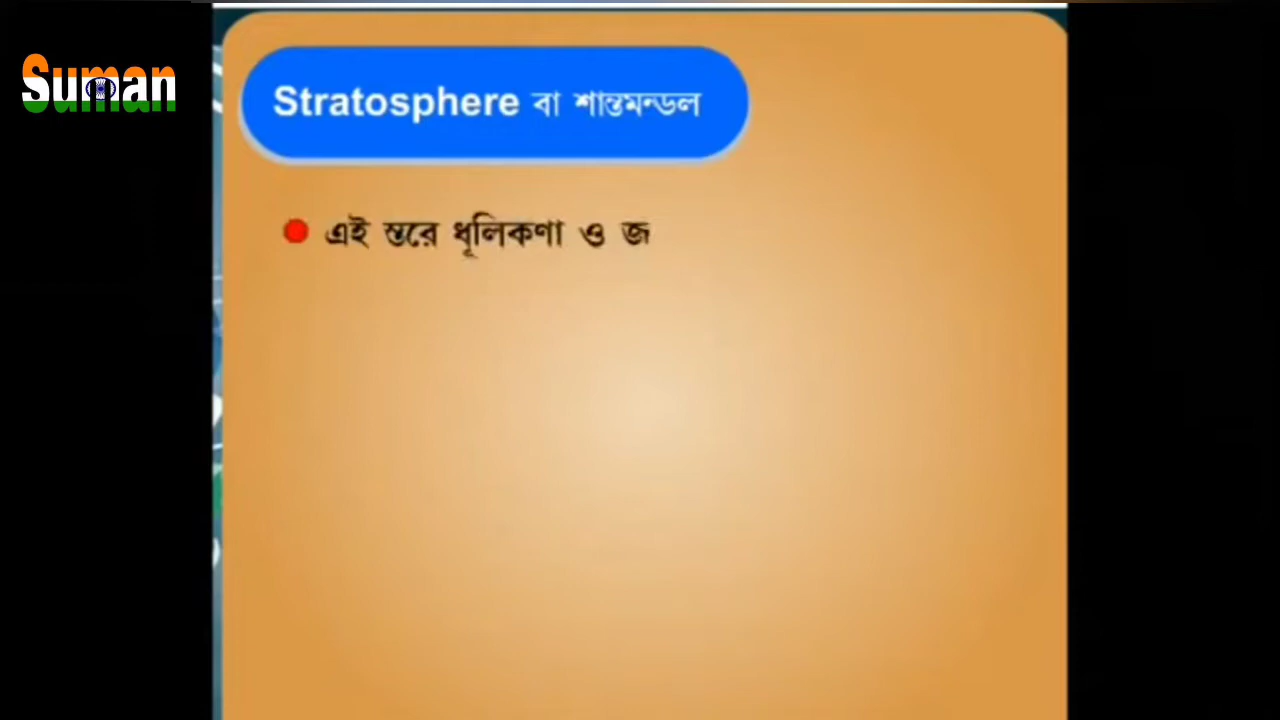 Suman
Stratosphere বা শান্তমন্ডল
এই স্তরে ধূলিকণা ও জ